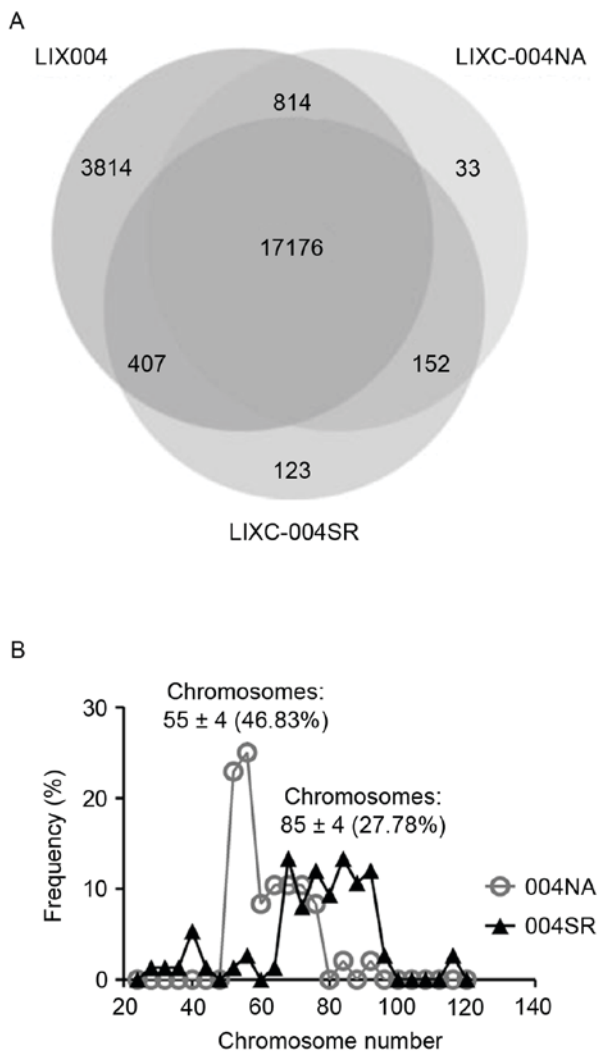 A
LIX004
LIXC-004NA
814
3814
33
17176
407
152
123
LIXC-004SR
B
Chromosomes:
55 ± 4 (46.83%)
Chromosomes:
85 ± 4 (27.78%)
30
20
10
0
Frequency (%)
004NA
004SR
20 40 60 80 100 120 140
Chromosome number